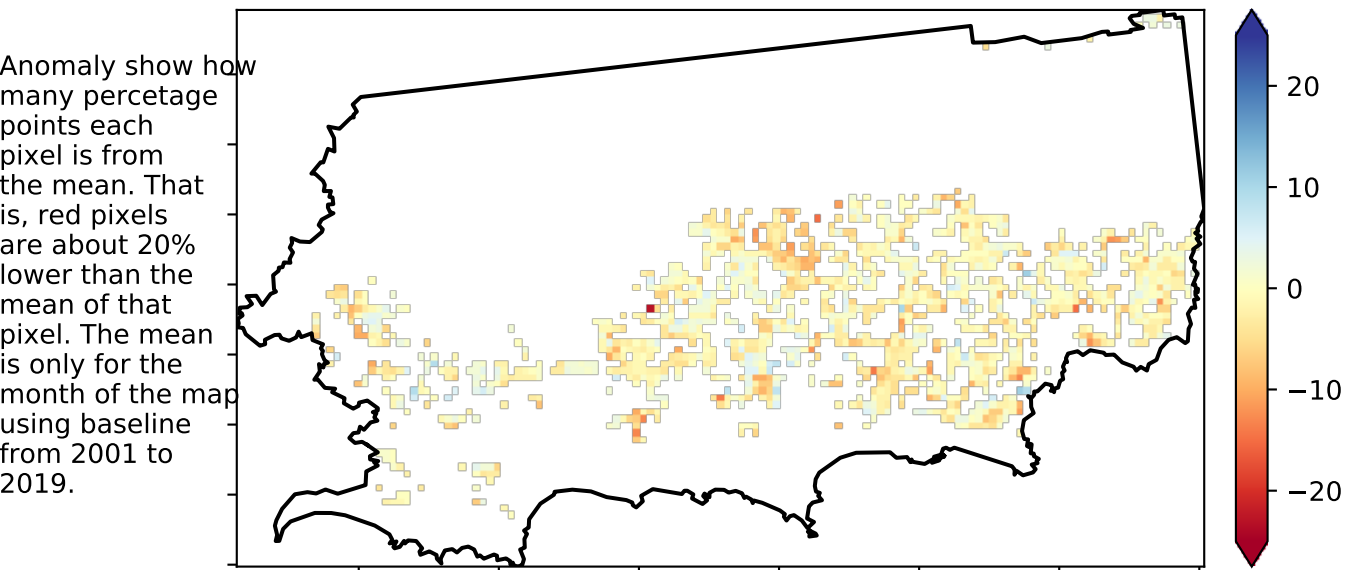 Anomaly show how
many percetage
points each
pixel is from
the mean. That
is, red pixels
are about 20%
lower than the
mean of that
pixel. The mean
is only for the
month of the map
using baseline
from 2001 to
2019.
20
10
0
−10
−20